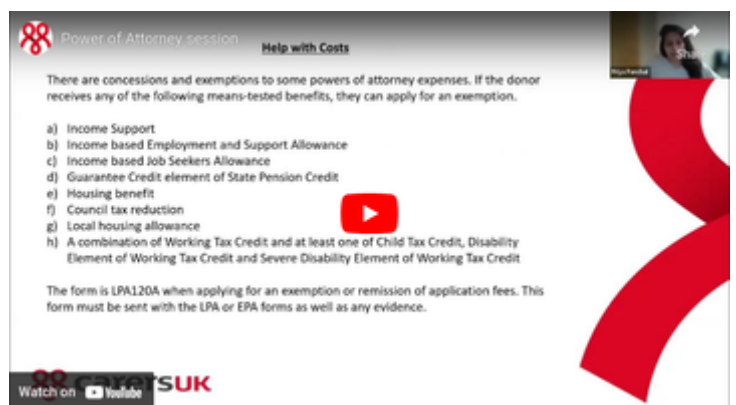 Power of Attorney session
Help with Costs
Share
There are concessions and exemptions to some powers of attorney expenses. If the donor
receives any of the following means-tested benefits, they can apply for an exemption.
a) Income Support
b) Income based Employment and Support Allowance
c) Income based Job Seekers Allowance
d) Guarantee Credit element of State Pension Credit
e) Housing benefit
f) Council tax reduction
g) Local housing allowance
h) A combination of Working Tax Credit and at least one of Child Tax Credit, Disability
Element of Working Tax Credit and Severe Disability Element of Working Tax Credit
The form is LPA120A when applying for an exemption or remission of application fees. This
form must be sent with the LPA or EPA forms as well as any evidence.
carersUK
Watch on YouTube